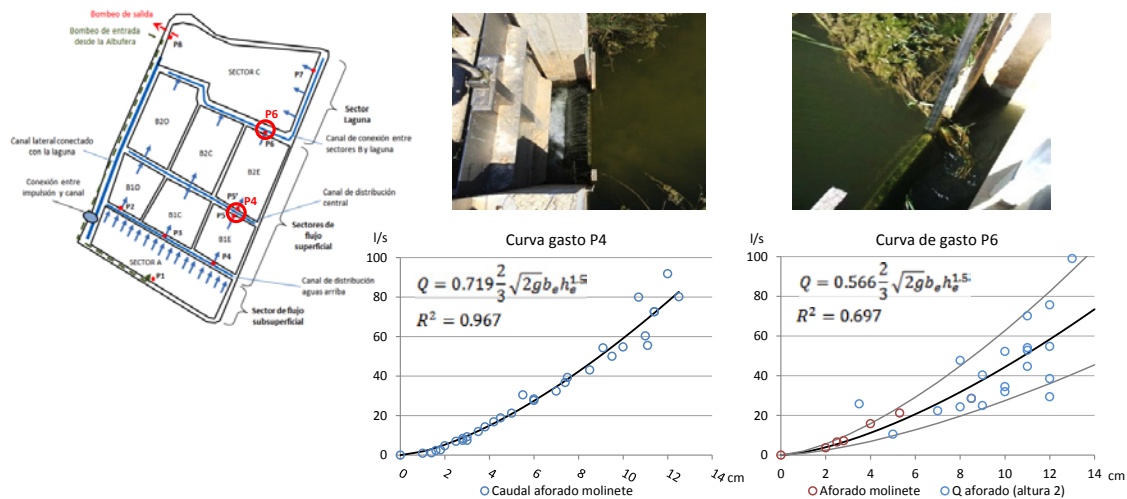 Bombeo de salida
Bombeo de entrada
desde la Albufera
P8
SECTOR C
P7
Sector
Laguna
P6
P6
Canal de conexión entre
sectores B y laguna
B2O
B2C
B2E
Canal lateral conectado
con la laguna
Canal de distribución
central
P5'
P4
P5
B1O
B1C
B1E
Conexión entre
impulsión y canal
P2
P3
P4
Sectores de
flujo
superficial
SECTOR A
P1
Canal de distribución
aguas arriba
Sector de flujo
subsuperficial
l/s
Curva gasto P4
Q = 0.719 2/3 √2g b_e h_e^1.5
R² = 0.967
100
80
60
40
20
0
0 2 4 6 8 10 12 14 cm
Caudal aforado molinete
l/s
Curva de gasto P6
Q = 0.566 2/3 √2g b_e h_e^1.5
R² = 0.697
100
80
60
40
20
0
0 2 4 6 8 10 12 14 cm
Aforado molinete Q aforado (altura 2)